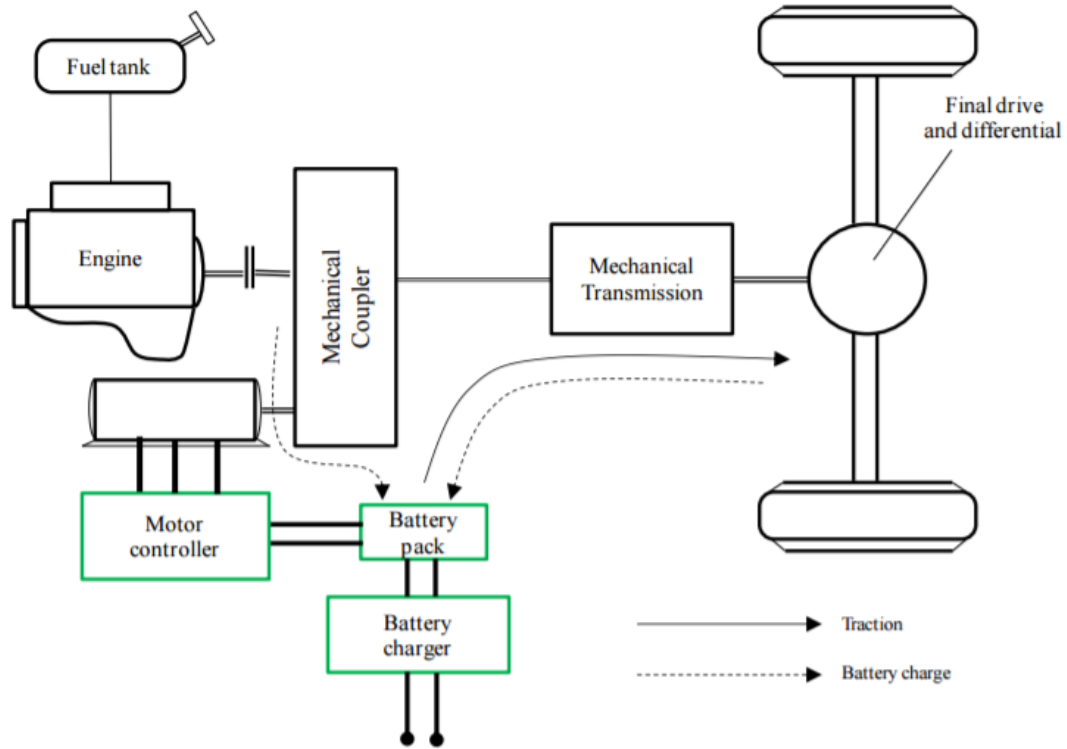 Fuel tank
Final drive
and differential
Engine
Mechanical
Coupler
Mechanical
Transmission
Motor
controller
Battery
pack
Battery
charger
Traction
Battery charge